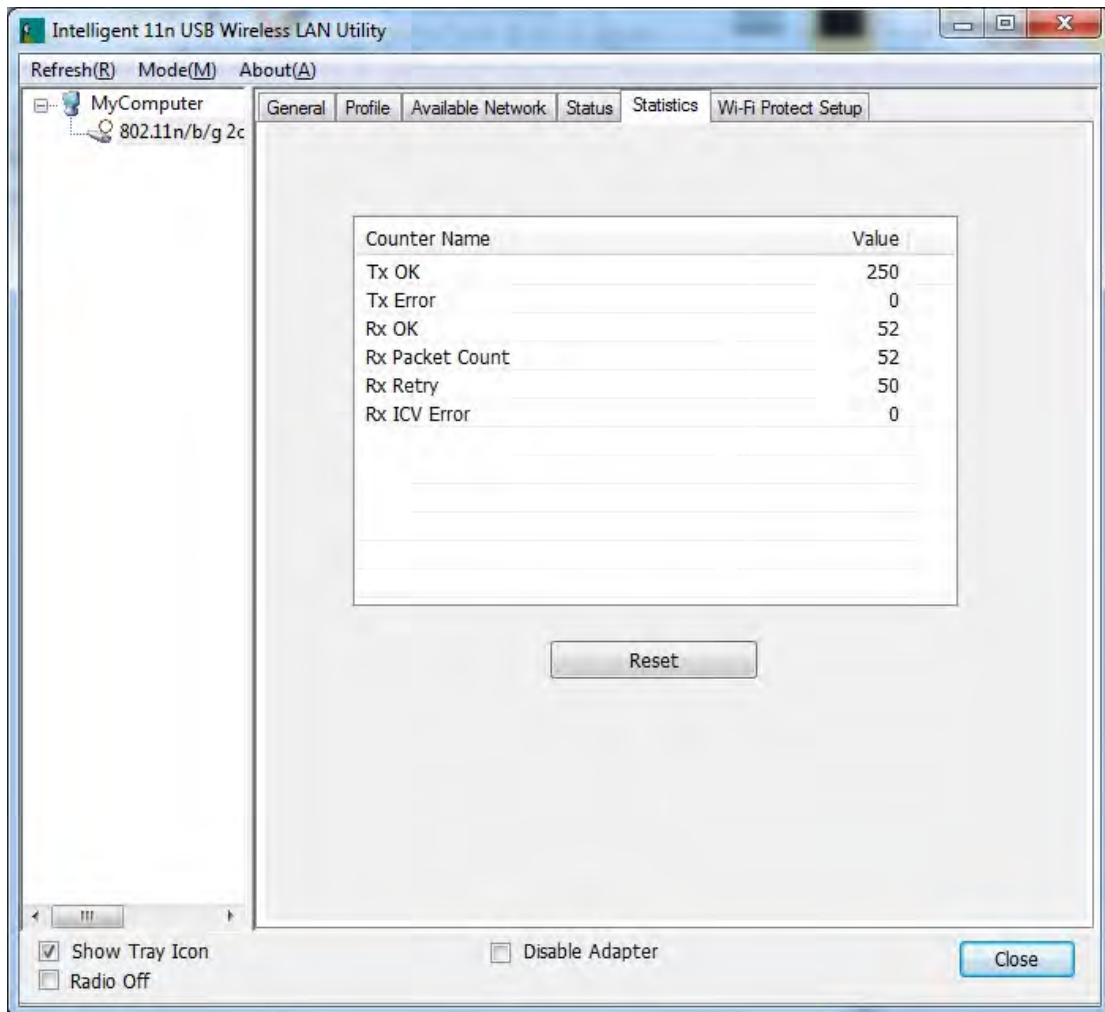 Intelligent 11n USB Wireless LAN Utility
Refresh(R) Mode(M) About(A)
MyComputer
802.11n/b/g 2c
General Profile Available Network Status Statistics Wi-Fi Protect Setup
Counter Name Value
Tx OK 250
Tx Error 0
Rx OK 52
Rx Packet Count 52
Rx Retry 50
Rx ICV Error 0
Reset
Show Tray Icon
Radio Off
Disable Adapter
Close